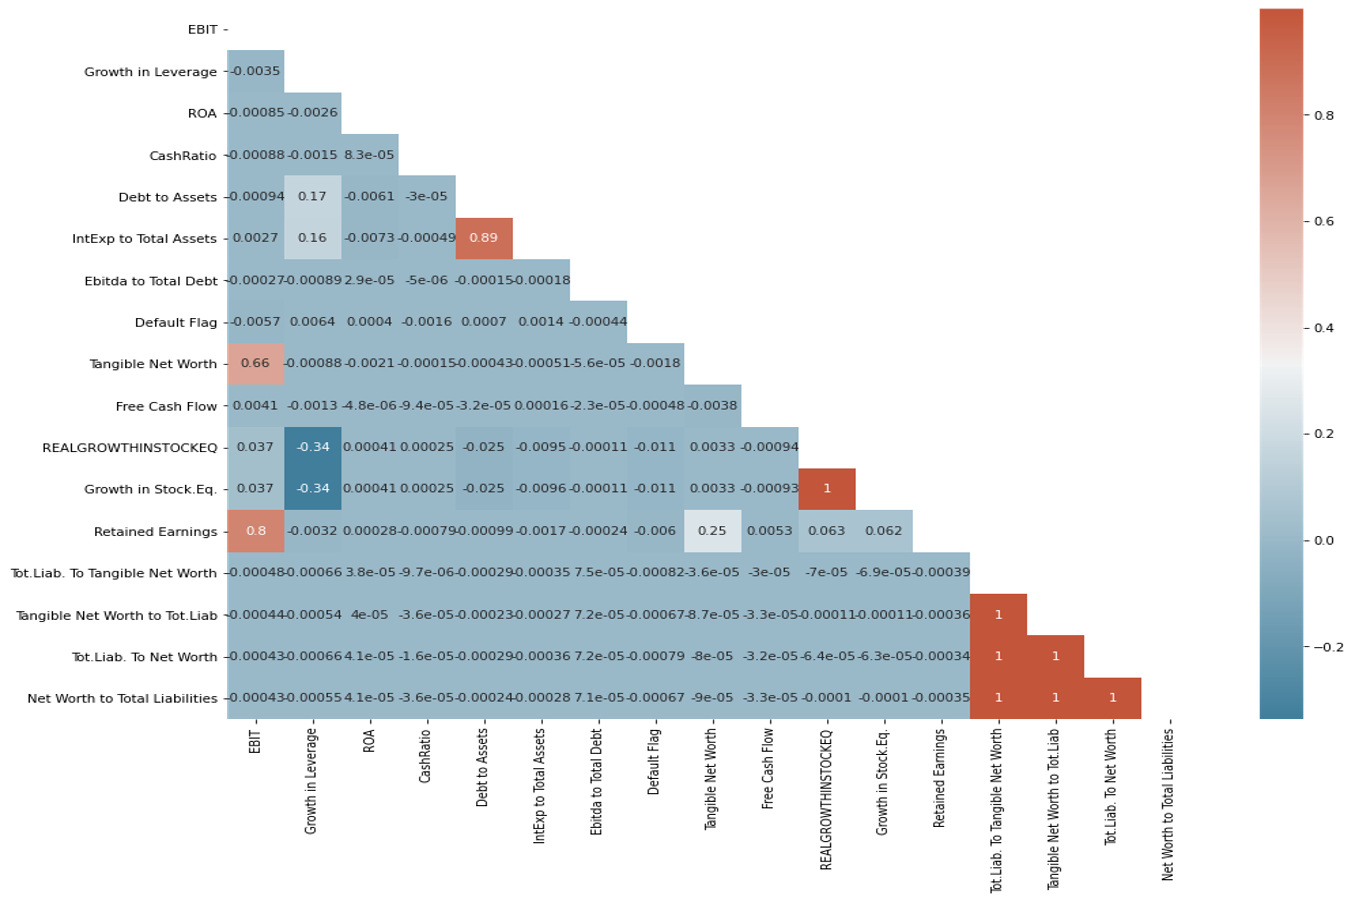 EBIT
Growth in Leverage -0.0035
ROA -0.00085 -0.0026
0.8
CashRatio -0.00088 -0.0015 8.3e-05
Debt to Assets -0.00094 0.17 -0.0061 -3e-05
0.6
IntExp to Total Assets 0.0027 0.16 -0.0073 -0.00049 0.89
Ebitda to Total Debt -0.00027 -0.00089 2.9e-05 -5e-06 -0.00015 -0.00018
Default Flag -0.0057 0.0064 0.0004 -0.0016 0.0007 0.0014 -0.00044
0.4
Tangible Net Worth 0.66 -0.00088 -0.0021 -0.00015 -0.00043 -0.00051 -5.6e-05 -0.0018
Free Cash Flow 0.0041 -0.0013 -4.8e-06 -9.4e-05 -3.2e-05 0.00016 -2.3e-05 -0.00048 -0.0038
0.2
REALGROWTHINSTOCKEQ 0.037 -0.34 0.00041 0.00025 -0.025 -0.0095 -0.00011 -0.011 0.0033 -0.00094
Growth in Stock.Eq. 0.037 -0.34 0.00041 0.00025 -0.025 -0.0096 -0.00011 -0.011 0.0033 -0.00093 1
Retained Earnings 0.8 -0.0032 0.00028 -0.00079 -0.00099 -0.0017 -0.00024 -0.006 0.25 0.0053 0.063 0.062
0.0
Tot.Liab. To Tangible Net Worth -0.00048 -0.00066 3.8e-05 -9.7e-06 -0.00029 -0.00035 7.5e-05 -0.00082 -3.6e-05 -3e-05 -7e-05 -6.9e-05 -0.00039
Tangible Net Worth to Tot.Liab -0.00044 -0.00054 4e-05 -3.6e-05 -0.00023 -0.00027 7.2e-05 -0.00067 -8.7e-05 -3.3e-05 -0.00011 -0.00011 -0.00036 1
−0.2
Tot.Liab. To Net Worth -0.00043 -0.00066 4.1e-05 -1.6e-05 -0.00029 -0.00036 7.2e-05 -0.00079 -8e-05 -3.2e-05 -6.4e-05 -6.3e-05 -0.00034 1 1
Net Worth to Total Liabilities -0.00043 -0.00055 4.1e-05 -3.6e-05 -0.00024 -0.00028 7.1e-05 -0.00067 -9e-05 -3.3e-05 -0.0001 -0.0001 -0.00035 1 1 1
EBIT
Growth in Leverage
ROA
CashRatio
Debt to Assets
IntExp to Total Assets
Ebitda to Total Debt
Default Flag
Tangible Net Worth
Free Cash Flow
REALGROWTHINSTOCKEQ
Growth in Stock.Eq.
Retained Earnings
Tot.Liab. To Tangible Net Worth
Tangible Net Worth to Tot.Liab
Tot.Liab. To Net Worth
Net Worth to Total Liabilities